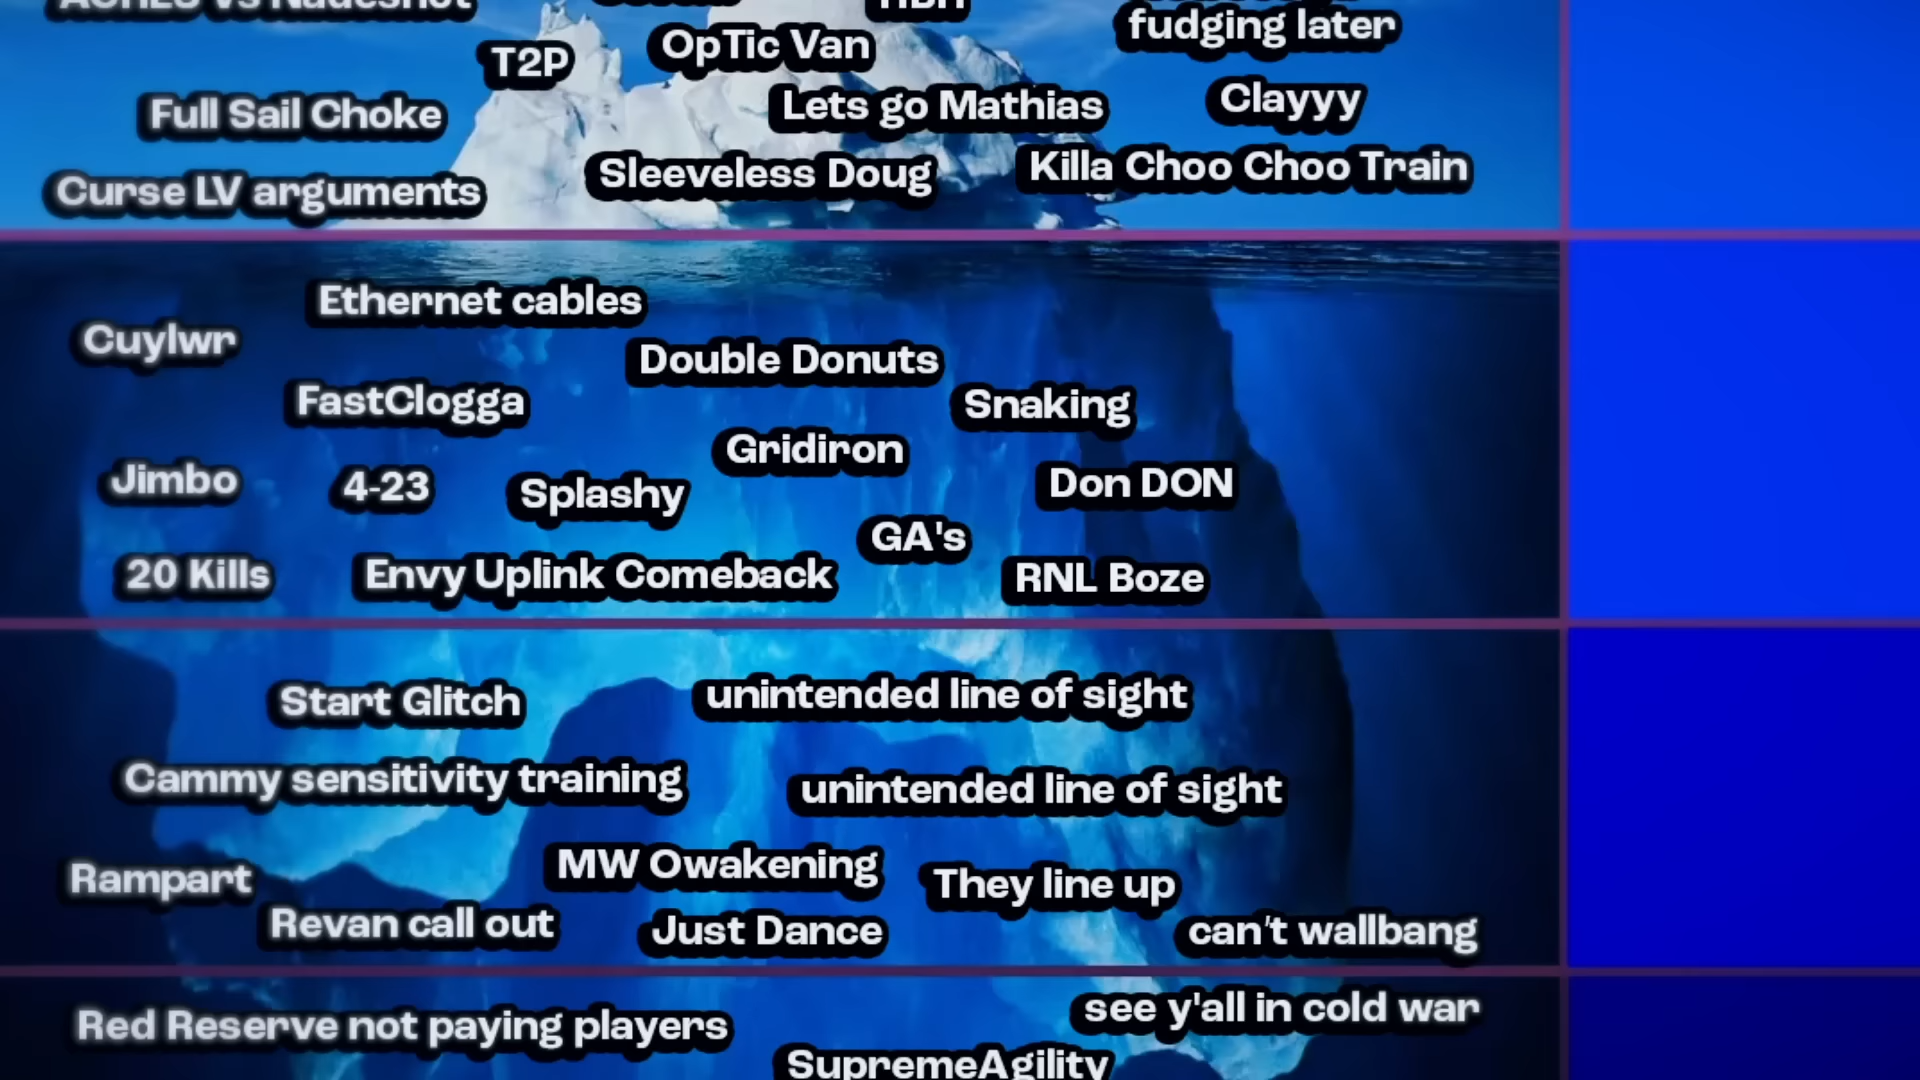 ACHES vs Nadeshot
HBH
fudging later
OpTic Van
T2P
Clayyy
Lets go Mathias
Full Sail Choke
Killa Choo Choo Train
Sleeveless Doug
Curse LV arguments
Ethernet cables
Cuylwr
Double Donuts
FastClogga
Snaking
Gridiron
Jimbo
4-23
Splashy
Don DON
GA's
20 Kills
Envy Uplink Comeback
RNL Boze
Start Glitch
unintended line of sight
Cammy sensitivity training
unintended line of sight
MW Owakening
Rampart
They line up
Revan call out
Just Dance
can't wallbang
see y'all in cold war
Red Reserve not paying players
SupremeAgility